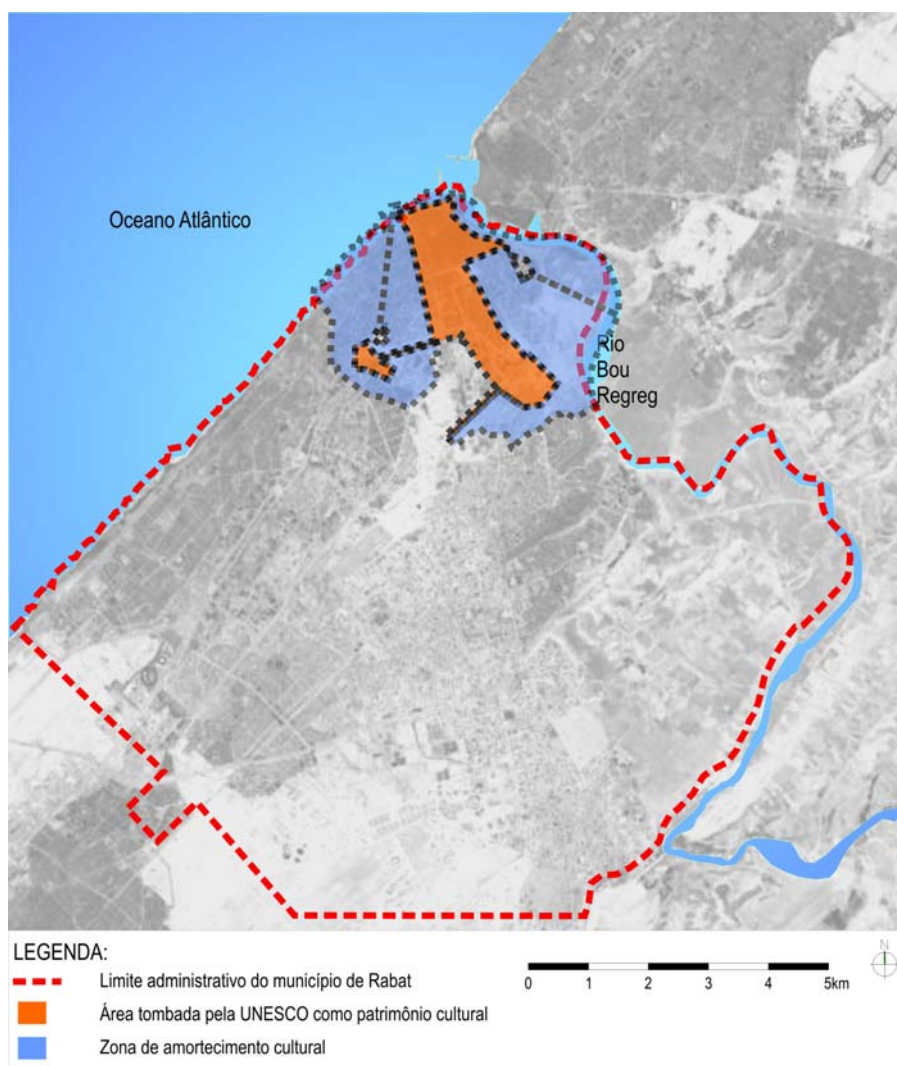 Oceano Atlântico
Rio
Bou
Regreg
LEGENDA:
Limite administrativo do município de Rabat
Área tombada pela UNESCO como patrimônio cultural
Zona de amortecimento cultural
0 1 2 3 4 5km
N